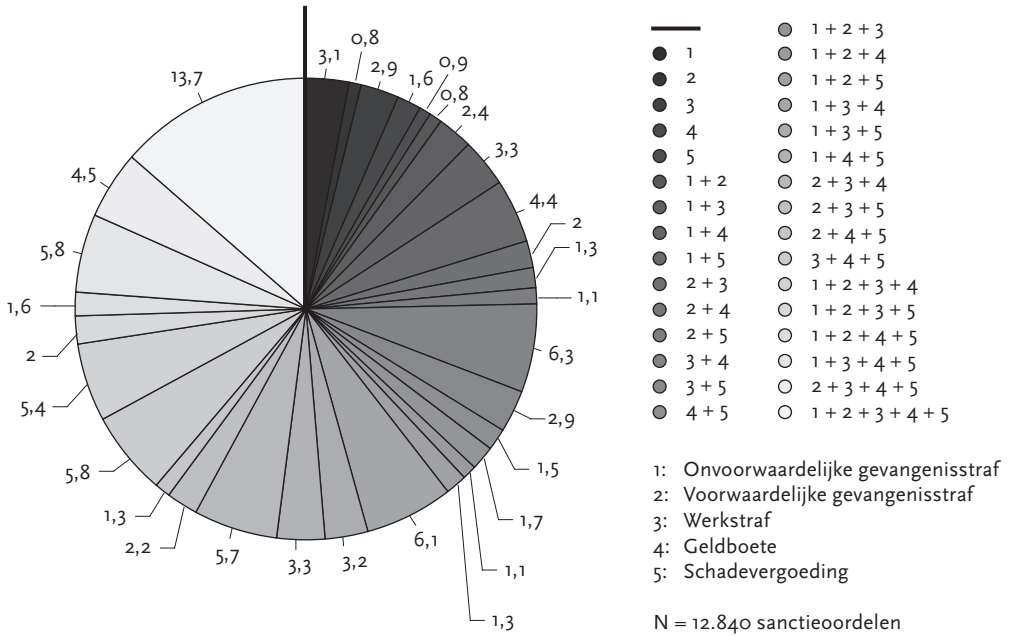 3,1
0,8
2,9
1,6
0,9
0,8
2,4
3,3
4,4
2
1,3
1,1
6,3
2,9
1,5
1,7
1,1
1,3
6,1
3,2
3,3
5,7
2,2
1,3
5,8
5,4
2
1,6
5,8
4,5
13,7
1
2
3
4
5
1 + 2
1 + 3
1 + 4
1 + 5
2 + 3
2 + 4
2 + 5
3 + 4
3 + 5
4 + 5
1 + 2 + 3
1 + 2 + 4
1 + 2 + 5
1 + 3 + 4
1 + 3 + 5
1 + 4 + 5
2 + 3 + 4
2 + 3 + 5
2 + 4 + 5
3 + 4 + 5
1 + 2 + 3 + 4
1 + 2 + 3 + 5
1 + 2 + 4 + 5
1 + 3 + 4 + 5
2 + 3 + 4 + 5
1 + 2 + 3 + 4 + 5
1: Onvoorwaardelijke gevangenisstraf
2: Voorwaardelijke gevangenisstraf
3: Werkstraf
4: Geldboete
5: Schadevergoeding
N = 12.840 sanctieoordelen